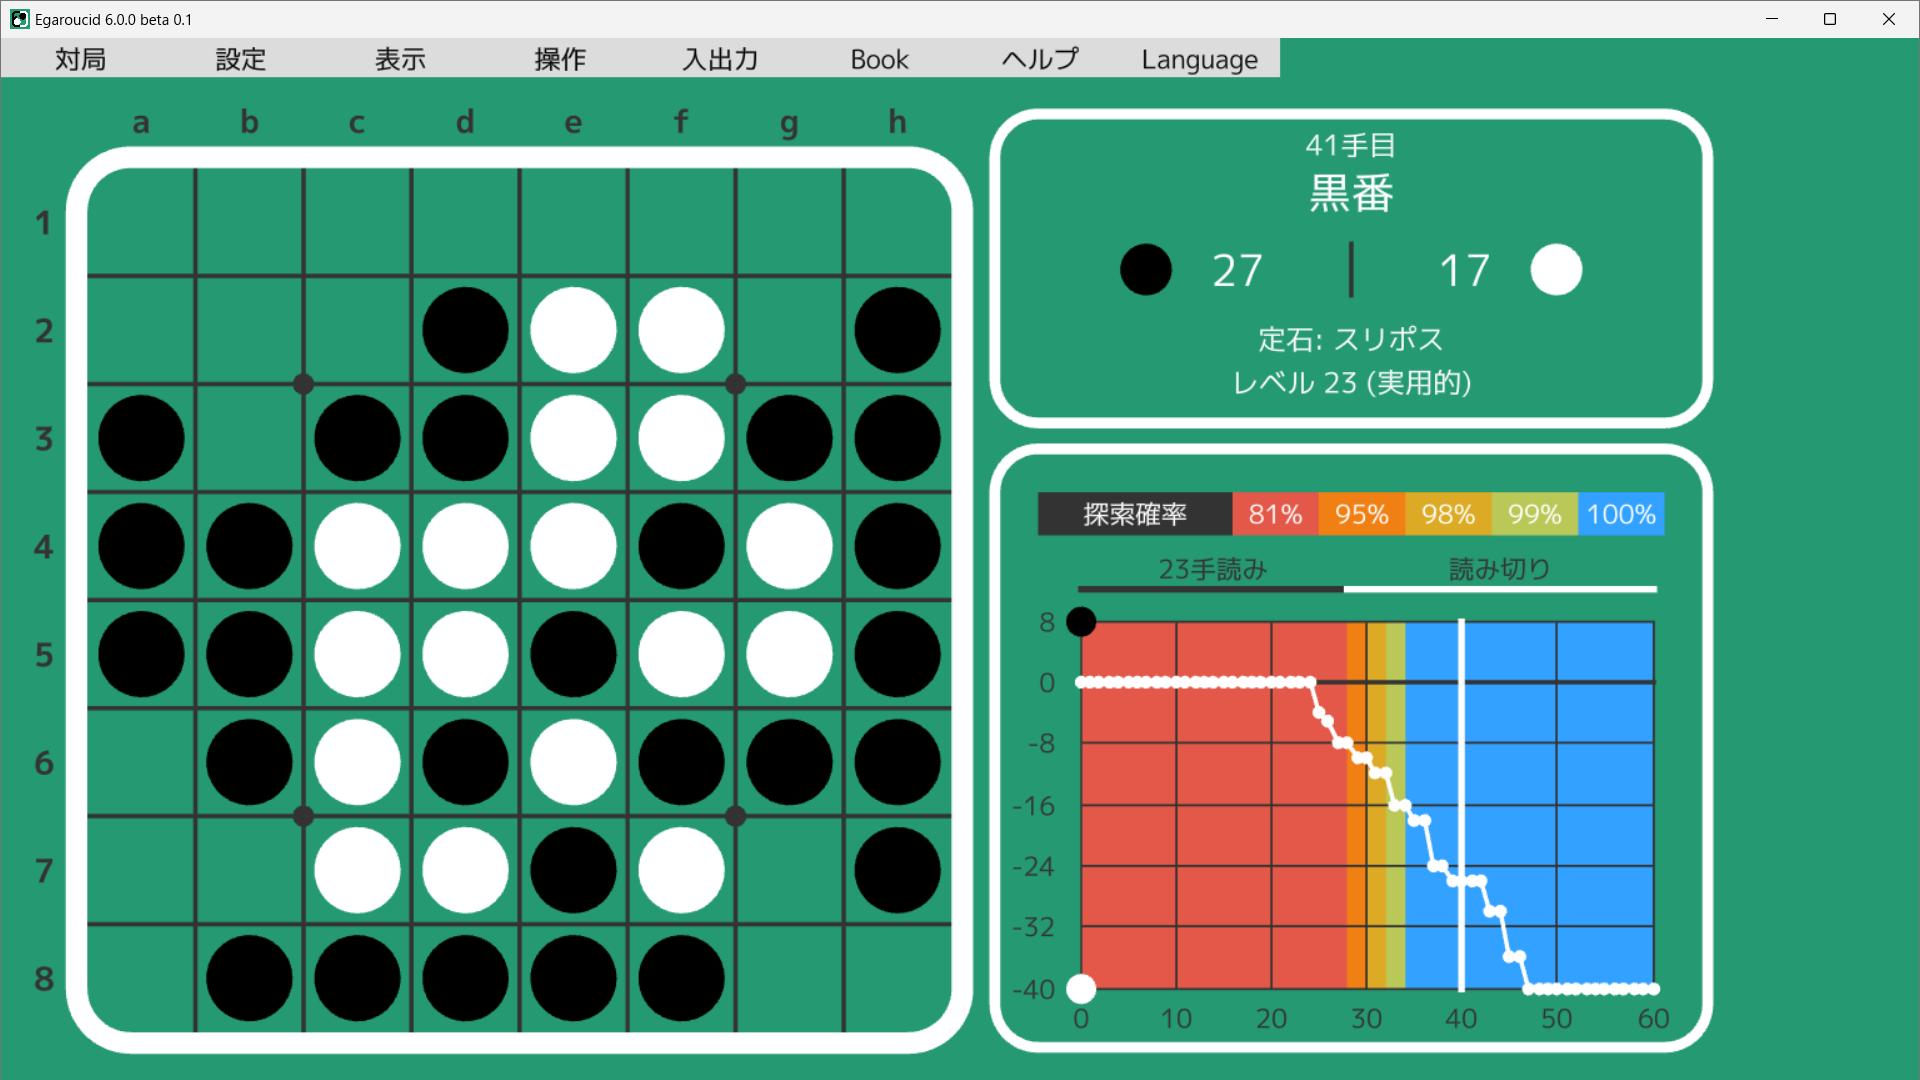 Egaroucid 6.0.0 beta 0.1
対局 設定 表示 操作 入出力 Book ヘルプ Language
a b c d e f g h
1
2
3
4
5
6
7
8
41手目
黒番
27 17
定石: スリポス
レベル 23 (実用的)
探索確率 81% 95% 98% 99% 100%
23手読み 読み切り
8
0
-8
-16
-24
-32
-40
0 10 20 30 40 50 60